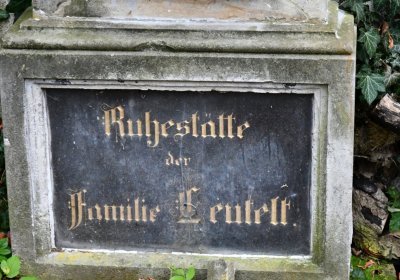 Ruhestätte
der
Familie Leutelt.